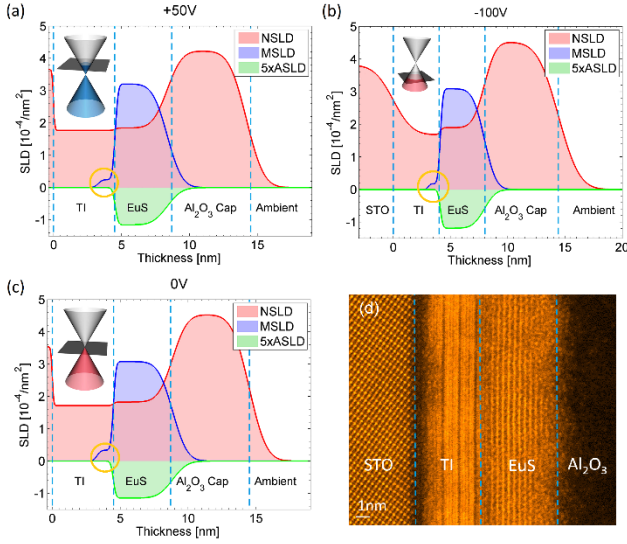 (a)
+50V
5
4
3
2
1
0
-1
SLD [10⁻⁴/nm²]
NSLD
MSLD
5xASLD
TI
EuS
Al₂O₃ Cap
Ambient
0
5
10
15
Thickness [nm]
(b)
-100V
5
4
3
2
1
0
-1
SLD [10⁻⁴/nm²]
NSLD
MSLD
5xASLD
STO
TI
EuS
Al₂O₃ Cap
Ambient
0
5
10
15
20
Thickness [nm]
(c)
0V
5
4
3
2
1
0
-1
SLD [10⁻⁴/nm²]
NSLD
MSLD
5xASLD
TI
EuS
Al₂O₃ Cap
Ambient
0
5
10
15
Thickness [nm]
(d)
STO
TI
EuS
Al₂O₃
1nm